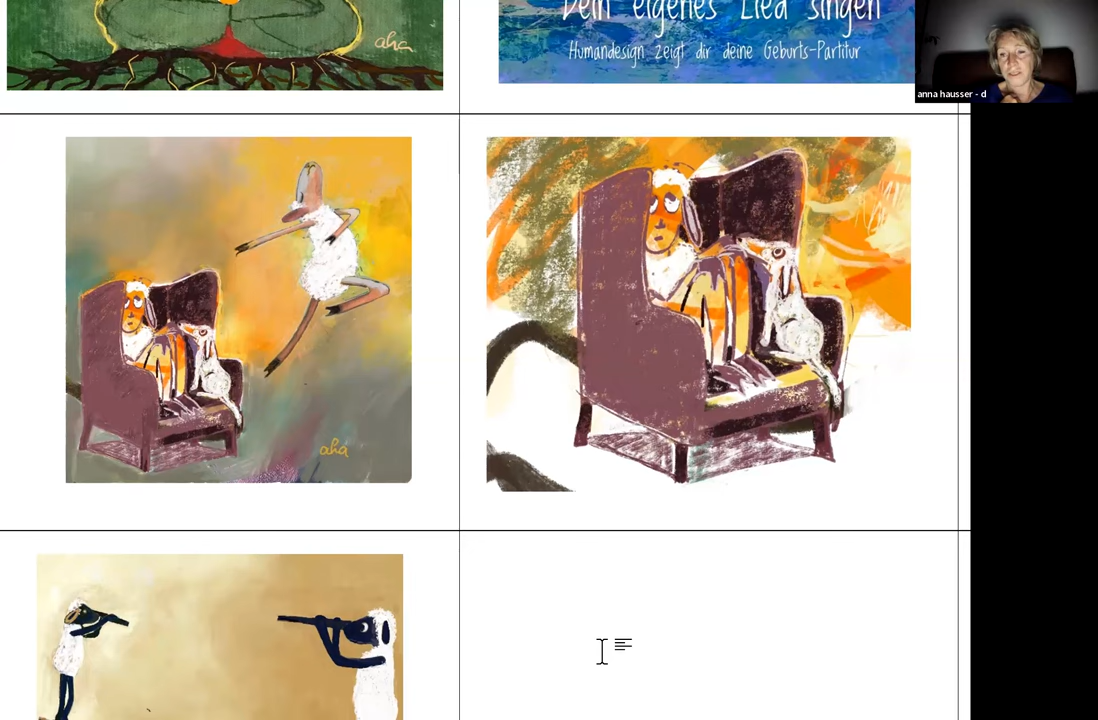 aha
Dein eigenes Lied singen
Humandesign zeigt dir deine Geburts-Partitur
anna hausser - d
aha